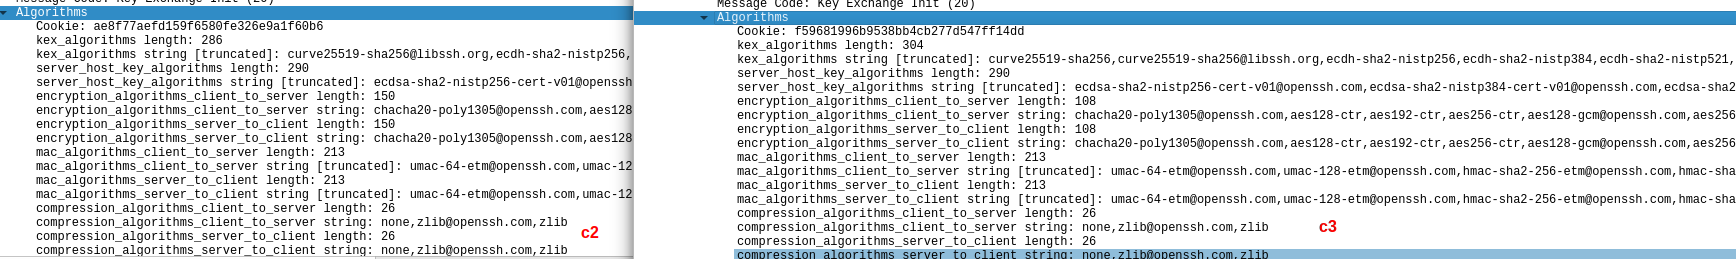 Message Code: Key Exchange Init (20)
Algorithms
Cookie: ae8f77aefd159f6580fe326e9a1f60b6
kex_algorithms length: 286
kex_algorithms string [truncated]: curve25519-sha256@libssh.org,ecdh-sha2-nistp256,
server_host_key_algorithms length: 290
server_host_key_algorithms string [truncated]: ecdsa-sha2-nistp256-cert-v01@openssh
encryption_algorithms_client_to_server length: 150
encryption_algorithms_client_to_server string: chacha20-poly1305@openssh.com,aes128
encryption_algorithms_server_to_client length: 150
encryption_algorithms_server_to_client string: chacha20-poly1305@openssh.com,aes128
mac_algorithms_client_to_server length: 213
mac_algorithms_client_to_server string [truncated]: umac-64-etm@openssh.com,umac-12
mac_algorithms_server_to_client length: 213
mac_algorithms_server_to_client string [truncated]: umac-64-etm@openssh.com,umac-12
compression_algorithms_client_to_server length: 26
compression_algorithms_client_to_server string: none,zlib@openssh.com,zlib
compression_algorithms_server_to_client length: 26
compression_algorithms_server_to_client string: none,zlib@openssh.com,zlib
c2
Message Code: Key Exchange Init (20)
Algorithms
Cookie: f59681996b9538bb4cb277d547ff14dd
kex_algorithms length: 304
kex_algorithms string [truncated]: curve25519-sha256,curve25519-sha256@libssh.org,ecdh-sha2-nistp256,ecdh-sha2-nistp384,ecdh-sha2-nistp521,
server_host_key_algorithms length: 290
server_host_key_algorithms string [truncated]: ecdsa-sha2-nistp256-cert-v01@openssh.com,ecdsa-sha2-nistp384-cert-v01@openssh.com,ecdsa-sha2
encryption_algorithms_client_to_server length: 108
encryption_algorithms_client_to_server string: chacha20-poly1305@openssh.com,aes128-ctr,aes192-ctr,aes256-ctr,aes128-gcm@openssh.com,aes256
encryption_algorithms_server_to_client length: 108
encryption_algorithms_server_to_client string: chacha20-poly1305@openssh.com,aes128-ctr,aes192-ctr,aes256-ctr,aes128-gcm@openssh.com,aes256
mac_algorithms_client_to_server length: 213
mac_algorithms_client_to_server string [truncated]: umac-64-etm@openssh.com,umac-128-etm@openssh.com,hmac-sha2-256-etm@openssh.com,hmac-sha
mac_algorithms_server_to_client length: 213
mac_algorithms_server_to_client string [truncated]: umac-64-etm@openssh.com,umac-128-etm@openssh.com,hmac-sha2-256-etm@openssh.com,hmac-sha
compression_algorithms_client_to_server length: 26
compression_algorithms_client_to_server string: none,zlib@openssh.com,zlib
compression_algorithms_server_to_client length: 26
compression_algorithms_server_to_client string: none,zlib@openssh.com,zlib
c3